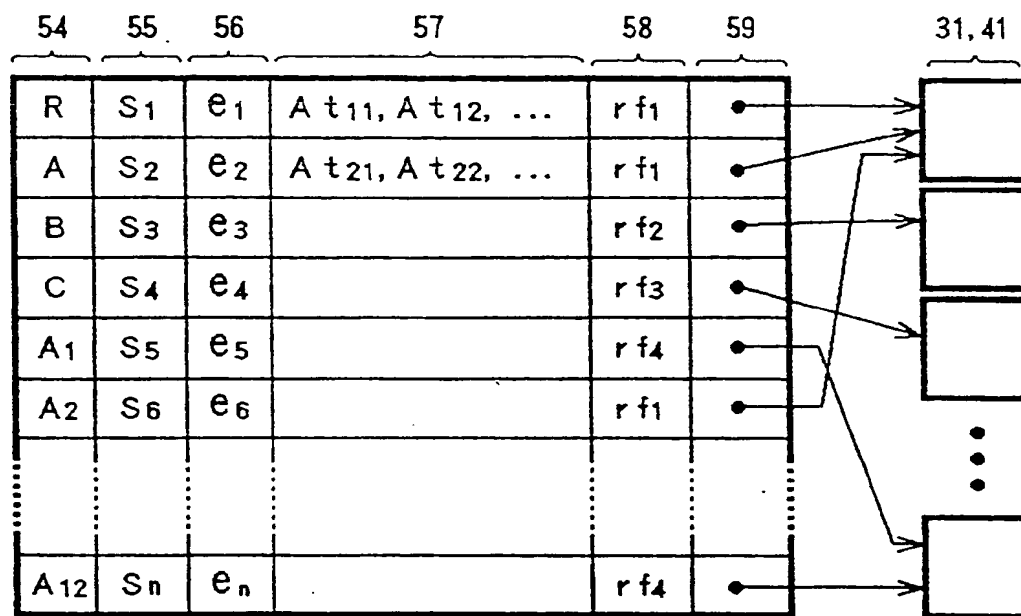 54 55 56 57 58 59 31, 41
R S1 e1 At11, At12, ... rf1
A S2 e2 At21, At22, ... rf1
B S3 e3 rf2
C S4 e4 rf3
A1 S5 e5 rf4
A2 S6 e6 rf1
A12 Sn en rf4